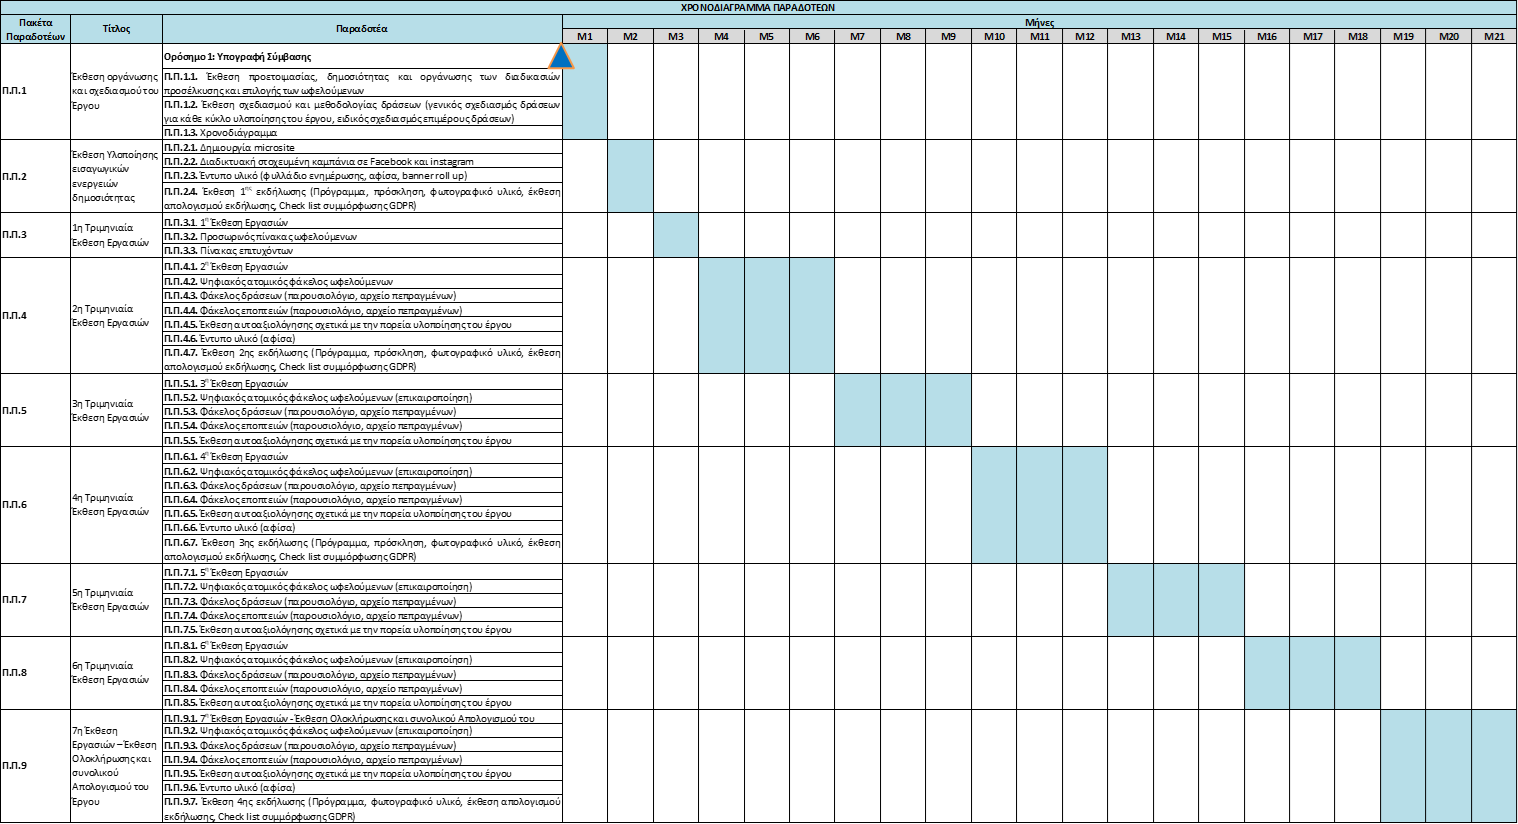 ΧΡΟΝΟΔΙΑΓΡΑΜΜΑ ΠΑΡΑΔΟΤΕΩΝ
Πακέτα Παραδοτέων Τίτλος Παραδοτέα Μήνες
M1 M2 M3 M4 M5 M6 M7 M8 M9 M10 M11 M12 M13 M14 M15 M16 M17 M18 M19 M20 M21
Π.Π.1
Έκθεση οργάνωσης
και σχεδιασμού του
Έργου
Ορόσημο 1: Υπογραφή Σύμβασης
Π.Π.1.1. Έκθεση προετοιμασίας, δημοσιότητας και οργάνωσης των διαδικασιών
προσέλκυσης και επιλογής των ωφελούμενων
Π.Π.1.2. Έκθεση σχεδιασμού και μεθοδολογίας δράσεων (γενικός σχεδιασμός δράσεων
για κάθε κύκλο υλοποίησης του έργου, ειδικός σχεδιασμός επιμέρους δράσεων)
Π.Π.1.3. Χρονοδιάγραμμα
Π.Π.2
Έκθεση Υλοποίησης
εισαγωγικών
ενεργειών
δημοσιότητας
Π.Π.2.1. Δημιουργία microsite
Π.Π.2.2. Διαδικτυακή στοχευμένη καμπάνια σε Facebook και instagram
Π.Π.2.3. Έντυπο υλικό (φυλλάδιο ενημέρωσης, αφίσα, banner roll up)
Π.Π.2.4. Έκθεση 1ης εκδήλωσης (Πρόγραμμα, πρόσκληση, φωτογραφικό υλικό, έκθεση
απολογισμού εκδήλωσης, Check list συμμόρφωσης GDPR)
Π.Π.3
1η Τριμηνιαία
Έκθεση Εργασιών
Π.Π.3.1. 1η Έκθεση Εργασιών
Π.Π.3.2. Προσωρινός πίνακας ωφελούμενων
Π.Π.3.3. Πίνακας επιτυχόντων
Π.Π.4
2η Τριμηνιαία
Έκθεση Εργασιών
Π.Π.4.1. 2η Έκθεση Εργασιών
Π.Π.4.2. Ψηφιακός ατομικός φάκελος ωφελούμενων
Π.Π.4.3. Φάκελος δράσεων (παρουσιολόγιο, αρχείο πεπραγμένων)
Π.Π.4.4. Φάκελος εποπτειών (παρουσιολόγιο, αρχείο πεπραγμένων)
Π.Π.4.5. Έκθεση αυτοαξιολόγησης σχετικά με την πορεία υλοποίησης του έργου
Π.Π.4.6. Έντυπο υλικό (αφίσα)
Π.Π.4.7. Έκθεση 2ης εκδήλωσης (Πρόγραμμα, πρόσκληση, φωτογραφικό υλικό, έκθεση
απολογισμού εκδήλωσης, Check list συμμόρφωσης GDPR)
Π.Π.5
3η Τριμηνιαία
Έκθεση Εργασιών
Π.Π.5.1. 3η Έκθεση Εργασιών
Π.Π.5.2. Ψηφιακός ατομικός φάκελος ωφελούμενων (επικαιροποίηση)
Π.Π.5.3. Φάκελος δράσεων (παρουσιολόγιο, αρχείο πεπραγμένων)
Π.Π.5.4. Φάκελος εποπτειών (παρουσιολόγιο, αρχείο πεπραγμένων)
Π.Π.5.5. Έκθεση αυτοαξιολόγησης σχετικά με την πορεία υλοποίησης του έργου
Π.Π.6
4η Τριμηνιαία
Έκθεση Εργασιών
Π.Π.6.1. 4η Έκθεση Εργασιών
Π.Π.6.2. Ψηφιακός ατομικός φάκελος ωφελούμενων (επικαιροποίηση)
Π.Π.6.3. Φάκελος δράσεων (παρουσιολόγιο, αρχείο πεπραγμένων)
Π.Π.6.4. Φάκελος εποπτειών (παρουσιολόγιο, αρχείο πεπραγμένων)
Π.Π.6.5. Έκθεση αυτοαξιολόγησης σχετικά με την πορεία υλοποίησης του έργου
Π.Π.6.6. Έντυπο υλικό (αφίσα)
Π.Π.6.7. Έκθεση 3ης εκδήλωσης (Πρόγραμμα, πρόσκληση, φωτογραφικό υλικό, έκθεση
απολογισμού εκδήλωσης, Check list συμμόρφωσης GDPR)
Π.Π.7
5η Τριμηνιαία
Έκθεση Εργασιών
Π.Π.7.1. 5η Έκθεση Εργασιών
Π.Π.7.2. Ψηφιακός ατομικός φάκελος ωφελούμενων (επικαιροποίηση)
Π.Π.7.3. Φάκελος δράσεων (παρουσιολόγιο, αρχείο πεπραγμένων)
Π.Π.7.4. Φάκελος εποπτειών (παρουσιολόγιο, αρχείο πεπραγμένων)
Π.Π.7.5. Έκθεση αυτοαξιολόγησης σχετικά με την πορεία υλοποίησης του έργου
Π.Π.8
6η Τριμηνιαία
Έκθεση Εργασιών
Π.Π.8.1. 6η Έκθεση Εργασιών
Π.Π.8.2. Ψηφιακός ατομικός φάκελος ωφελούμενων (επικαιροποίηση)
Π.Π.8.3. Φάκελος δράσεων (παρουσιολόγιο, αρχείο πεπραγμένων)
Π.Π.8.4. Φάκελος εποπτειών (παρουσιολόγιο, αρχείο πεπραγμένων)
Π.Π.8.5. Έκθεση αυτοαξιολόγησης σχετικά με την πορεία υλοποίησης του έργου
Π.Π.9
7η Έκθεση
Εργασιών – Έκθεση
Ολοκλήρωσης και
συνολικού
Απολογισμού του
Έργου
Π.Π.9.1. 7η Έκθεση Εργασιών - Έκθεση Ολοκλήρωσης και συνολικού Απολογισμού του
Π.Π.9.2. Ψηφιακός ατομικός φάκελος ωφελούμενων (επικαιροποίηση)
Π.Π.9.3. Φάκελος δράσεων (παρουσιολόγιο, αρχείο πεπραγμένων)
Π.Π.9.4. Φάκελος εποπτειών (παρουσιολόγιο, αρχείο πεπραγμένων)
Π.Π.9.5. Έκθεση αυτοαξιολόγησης σχετικά με την πορεία υλοποίησης του έργου
Π.Π.9.6. Έντυπο υλικό (αφίσα)
Π.Π.9.7. Έκθεση 4ης εκδήλωσης (Πρόγραμμα, φωτογραφικό υλικό, έκθεση απολογισμού
εκδήλωσης, Check list συμμόρφωσης GDPR)